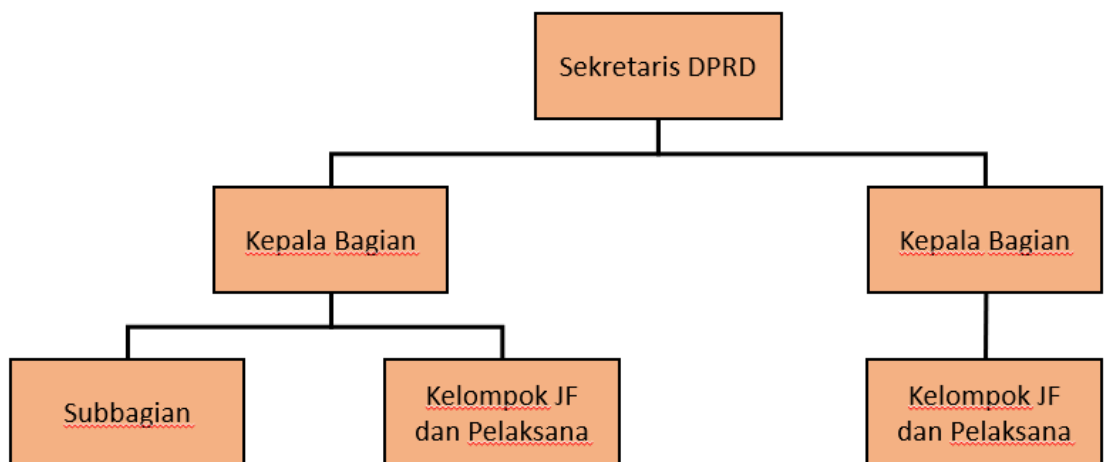 Sekretaris DPRD
Kepala Bagian
Kepala Bagian
Subbagian
Kelompok JF
dan Pelaksana
Kelompok JF
dan Pelaksana